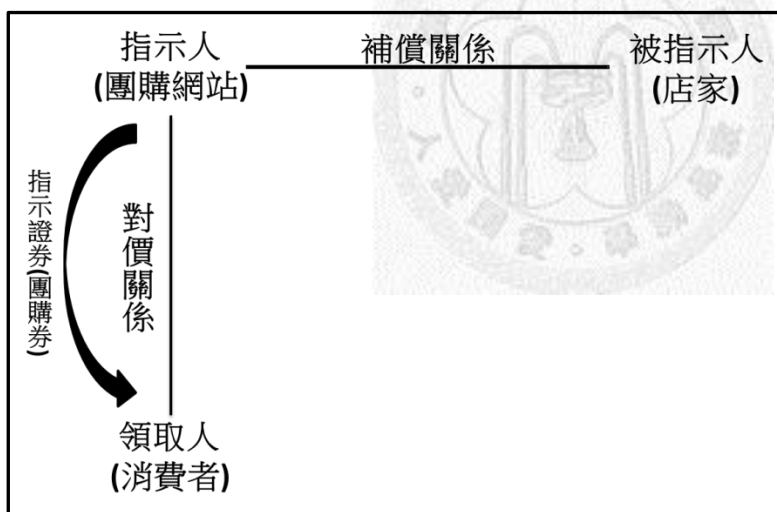 指示人
(團購網站)
補償關係
被指示人
(店家)
指示證券(團購券)
對價關係
領取人
(消費者)